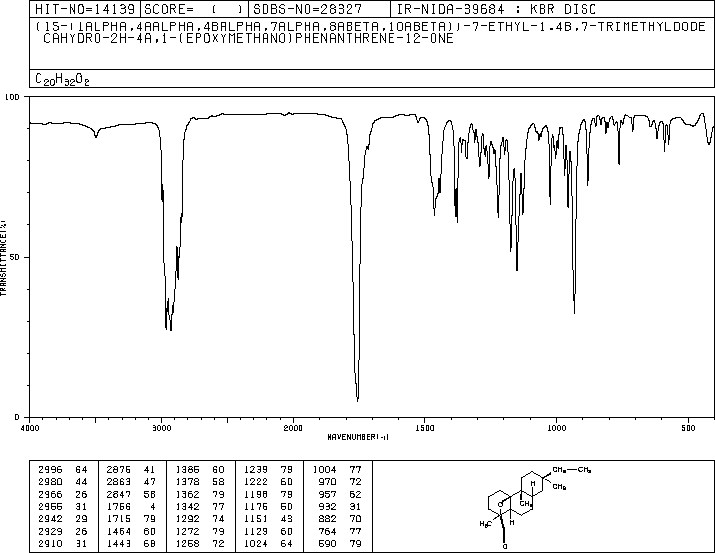 HIT-NO=14139 SCORE= ( ) SDBS-NO=28327 IR-NIDA-39684 : KBR DISC
(1S-(1ALPHA,4AALPHA,4BALPHA,7ALPHA,8ABETA,10ABETA))-7-ETHYL-1,4B,7-TRIMETHYLDODE
CAHYDRO-2H-4A,1-(EPOXYMETHANO)PHENANTHRENE-12-ONE
C20H32O2
100
50
0
TRANSMITTANCE(%)
4000 3000 2000 1500 1000 500
WAVENUMBER(-1)
2996 64 2876 41 1386 60 1239 79 1004 77
2980 44 2863 47 1378 58 1222 60 970 72
2966 26 2847 58 1362 79 1198 79 957 62
2955 31 1756 4 1342 77 1176 50 932 31
2942 29 1715 79 1292 74 1151 43 882 70
2929 26 1464 60 1272 79 1129 60 764 77
2910 31 1443 68 1258 72 1024 64 590 79
CH2 CH3
H
CH3
CH3
O
H3C
H
O